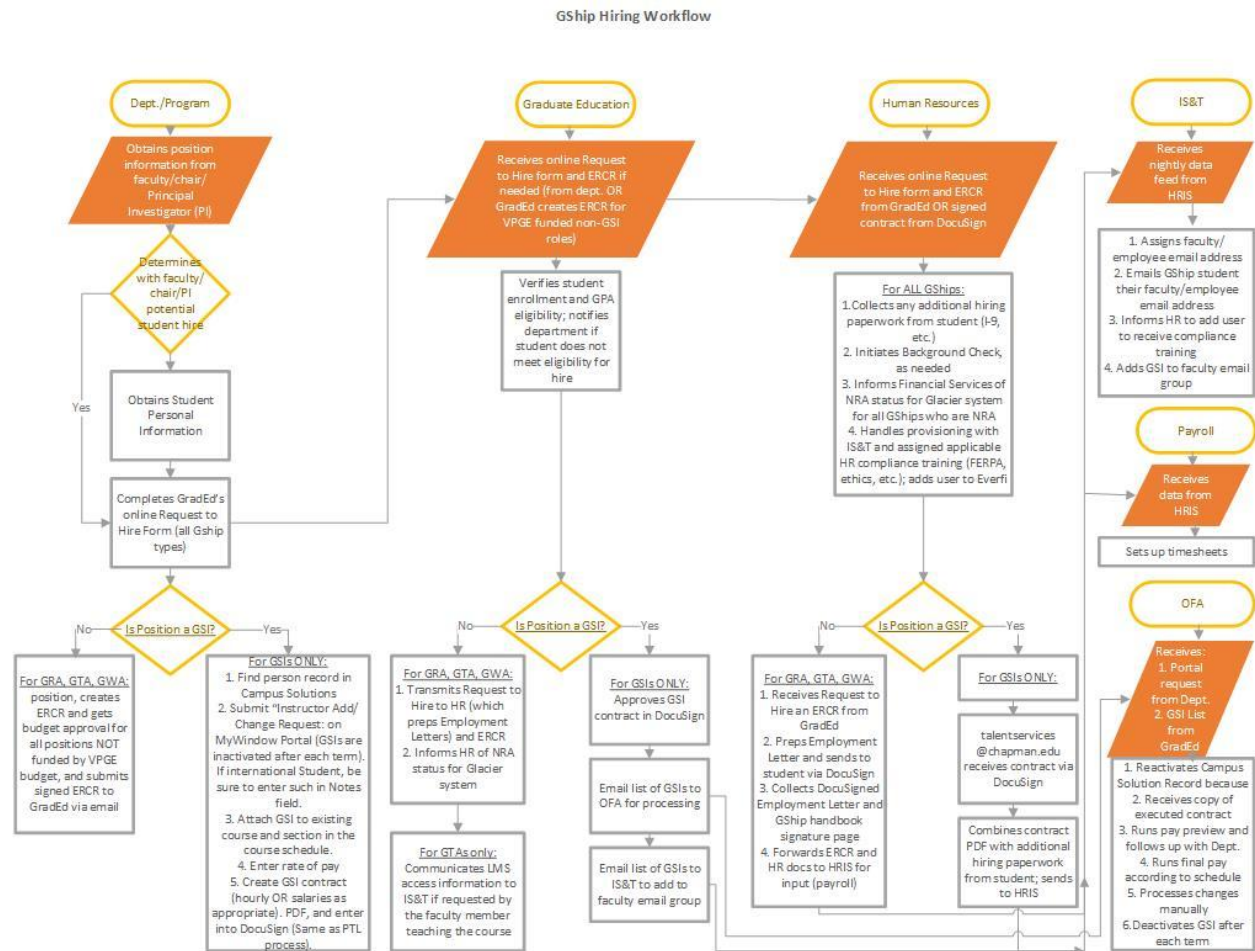 GShip Hiring Workflow
Dept./Program
Obtains position
information from
faculty/chair/
Principal
Investigator (PI)
Determines
with faculty/
chair/PI
potential
student hire
Yes
Obtains Student
Personal
Information
Completes GradEd's
online Request to
Hire Form (all Gship
types)
Is Position a GSI?
No
Yes
For GRA, GTA, GWA:
position, creates
ERCR and gets
budget approval for
all positions NOT
funded by VPGE
budget, and submits
signed ERCR to
GradEd via email
For GSIs ONLY:
1. Find person record in
Campus Solutions
2. Submit "Instructor Add/
Change Request: on
MyWindow Portal (GSIs are
inactivated after each term).
If international Student, be
sure to enter such in Notes
field.
3. Attach GSI to existing
course and section in the
course schedule.
4. Enter rate of pay
5. Create GSI contract
(hourly OR salaries as
appropriate). PDF, and enter
into DocuSign (Same as PTL
process).
Graduate Education
Receives online Request
to Hire form and ERCR if
needed (from dept. OR
GradEd creates ERCR for
VPGE funded non-GSI
roles)
Verifies student
enrollment and GPA
eligibility; notifies
department if
student does not
meet eligibility for
hire
Is Position a GSI?
No
Yes
For GRA, GTA, GWA:
1. Transmits Request to
Hire to HR (which
preps Employment
Letters) and ERCR
2. Informs HR of NRA
status for Glacier
system
For GTAs only:
Communicates LMS
access information to
IS&T if requested by
the faculty member
teaching the course
For GSIs ONLY:
Approves GSI
contract in DocuSign
Email list of GSIs to
OFA for processing
Email list of GSIs to
IS&T to add to
faculty email group
Human Resources
Receives online Request to
Hire form and ERCR
from GradEd OR signed
contract from DocuSign
For ALL GShips:
1.Collects any additional hiring
paperwork from student (I-9,
etc.)
2. Initiates Background Check,
as needed
3. Informs Financial Services of
NRA status for Glacier system
for all GShips who are NRA
4. Handles provisioning with
IS&T and assigned applicable
HR compliance training (FERPA,
ethics, etc.); adds user to Everfi
Is Position a GSI?
No
Yes
For GRA, GTA, GWA:
1. Receives Request to
Hire an ERCR from
GradEd
2. Preps Employment
Letter and sends to
student via DocuSign
3. Collects DocuSigned
Employment Letter and
GShip handbook
signature page
4. Forwards ERCR and
HR docs to HRIS for
input (payroll)
For GSIs ONLY:
talentservices
@chapman.edu
receives contract via
DocuSign
Combines contract
PDF with additional
hiring paperwork
from student; sends
to HRIS
IS&T
Receives
nightly data
feed from
HRIS
1. Assigns faculty/
employee email address
2. Emails GShip student
their faculty/employee
email address
3. Informs HR to add user
to receive compliance
training
4. Adds GSI to faculty email
group
Payroll
Receives
data from
HRIS
Sets up timesheets
OFA
Receives:
1. Portal
request
from Dept.
2. GSI List
from
GradEd
1. Reactivates Campus
Solution Record because
2. Receives copy of
executed contract
3. Runs pay preview and
follows up with Dept.
4. Runs final pay
according to schedule
5. Processes changes
manually
6.Deactivates GSI after
each term